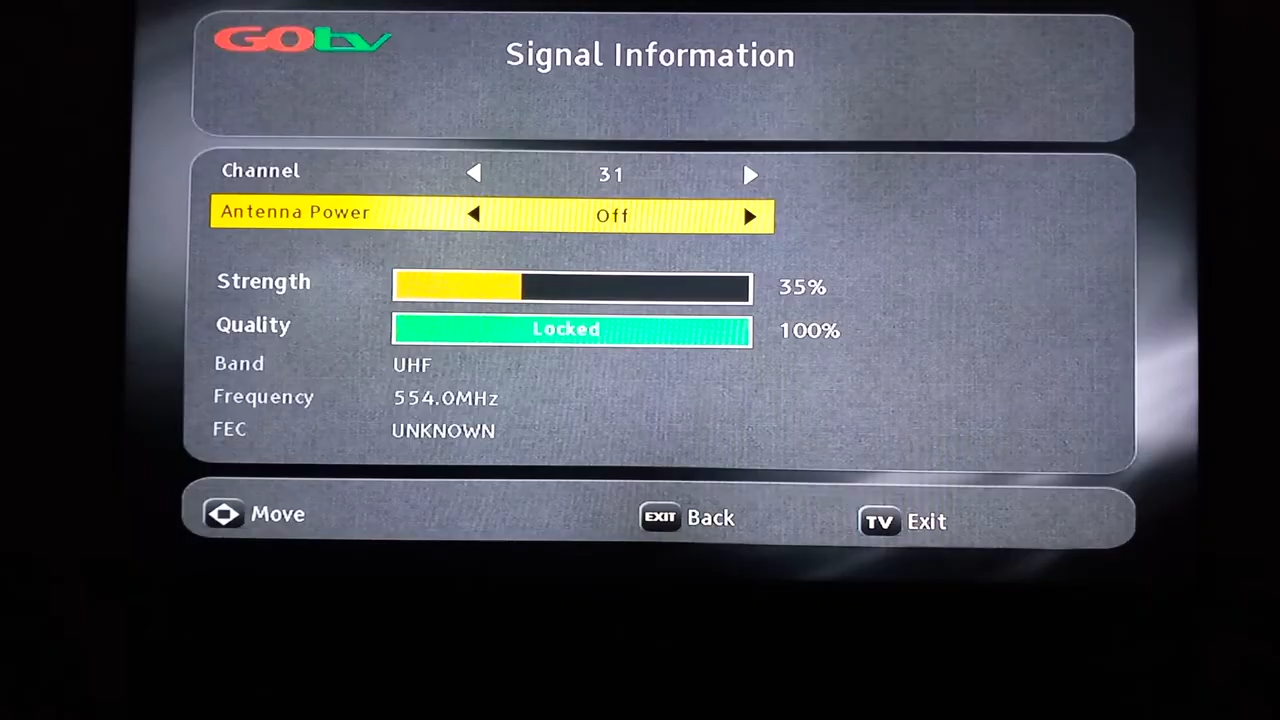 GOtv
Signal Information
Channel 31
Antenna Power Off
Strength 35%
Quality Locked 100%
Band UHF
Frequency 554.0MHz
FEC UNKNOWN
Move EXIT Back TV Exit